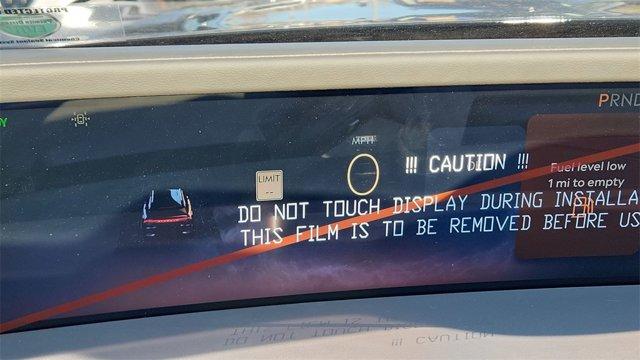 PRND
MPH
!!! CAUTION !!!
Fuel level low
1 mi to empty
LIMIT
--
DO NOT TOUCH DISPLAY DURING INSTALLA
THIS FILM IS TO BE REMOVED BEFORE US